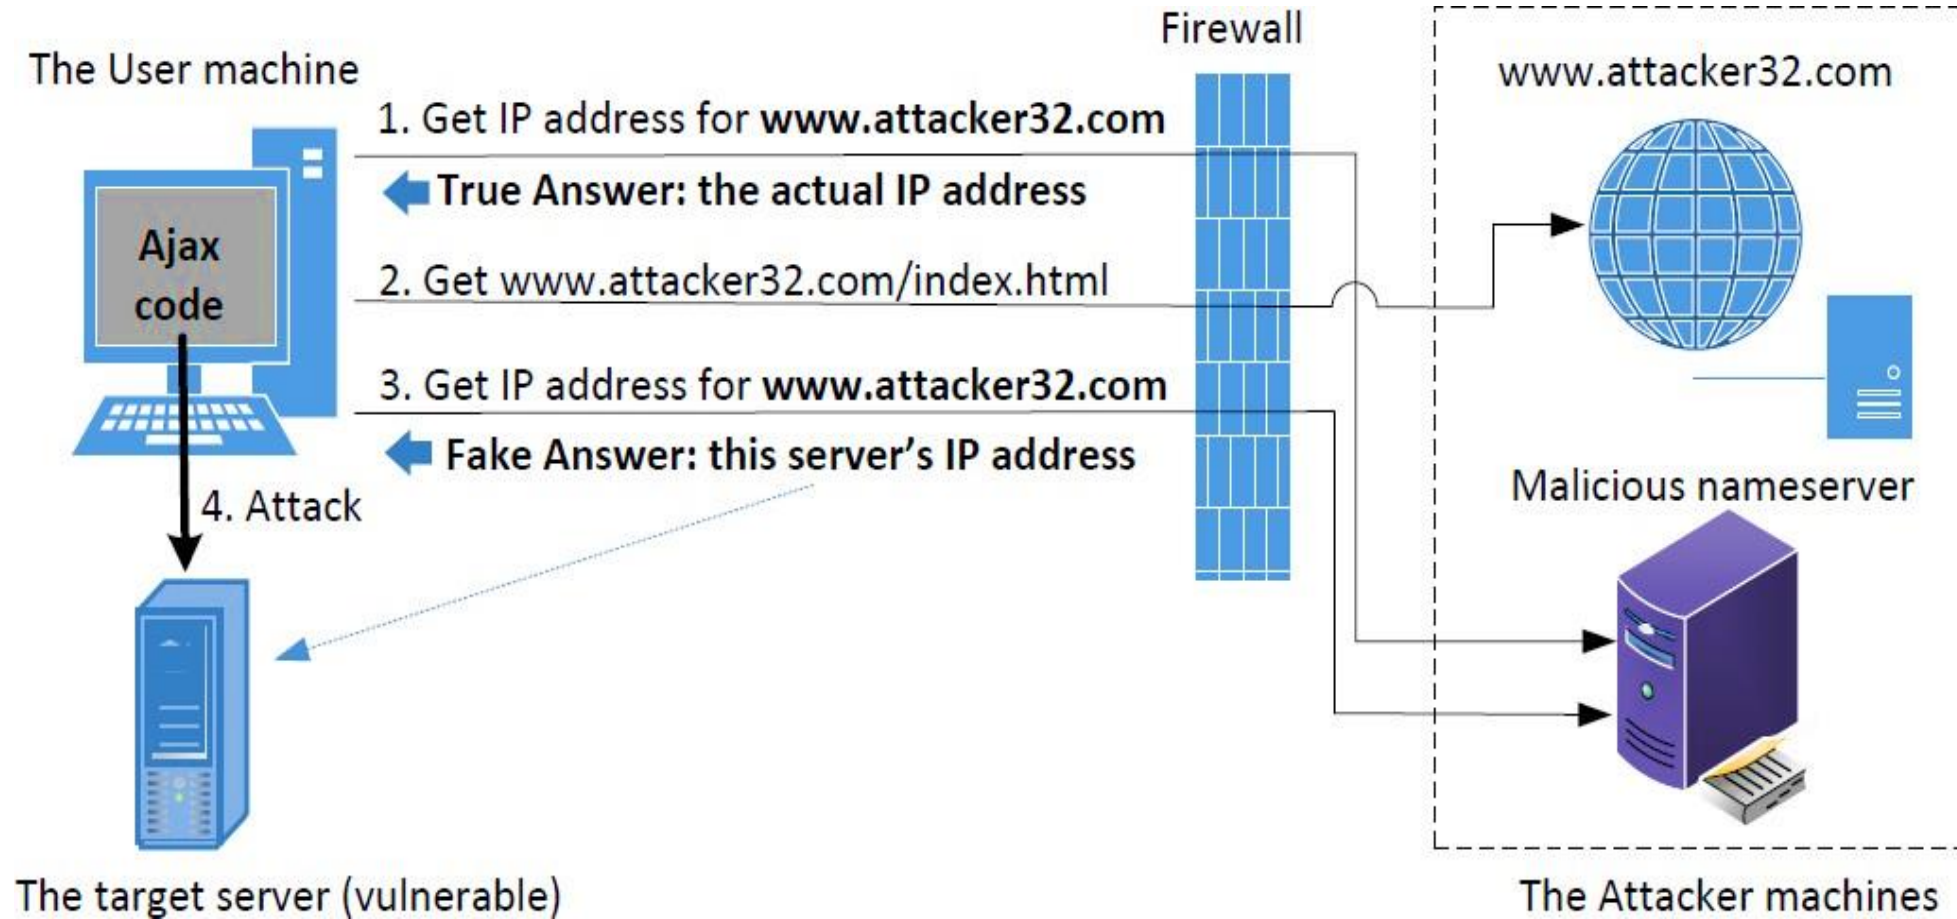 Firewall
The User machine
www.attacker32.com
1. Get IP address for www.attacker32.com
True Answer: the actual IP address
Ajax
code
2. Get www.attacker32.com/index.html
3. Get IP address for www.attacker32.com
Fake Answer: this server’s IP address
4. Attack
Malicious nameserver
The target server (vulnerable)
The Attacker machines